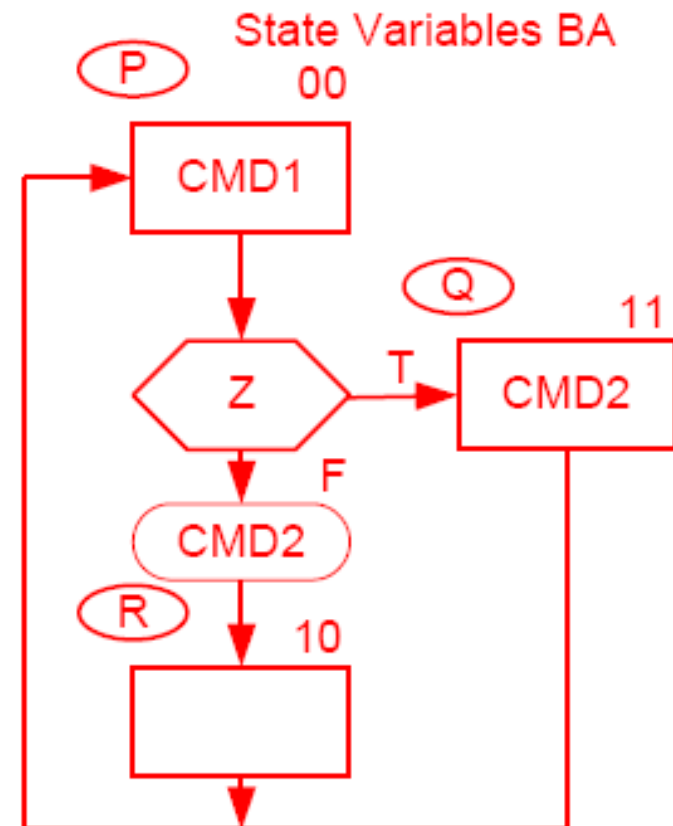 State Variables BA
P
00
CMD1
Q
11
Z
T
CMD2
F
CMD2
R
10